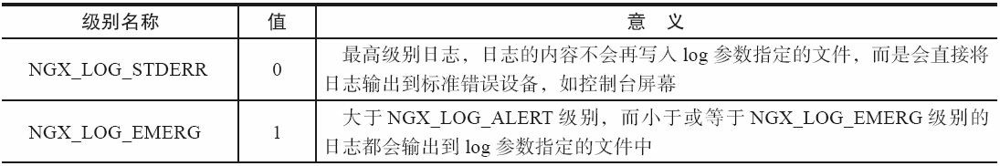 级别名称 值 意 义
NGX_LOG_STDERR 0 最高级别日志，日志的内容不会再写入 log 参数指定的文件，而是会直接将
日志输出到标准错误设备，如控制台屏幕
NGX_LOG_EMERG 1 大于 NGX_LOG_ALERT 级别，而小于或等于 NGX_LOG_EMERG 级别的
日志都会输出到 log 参数指定的文件中